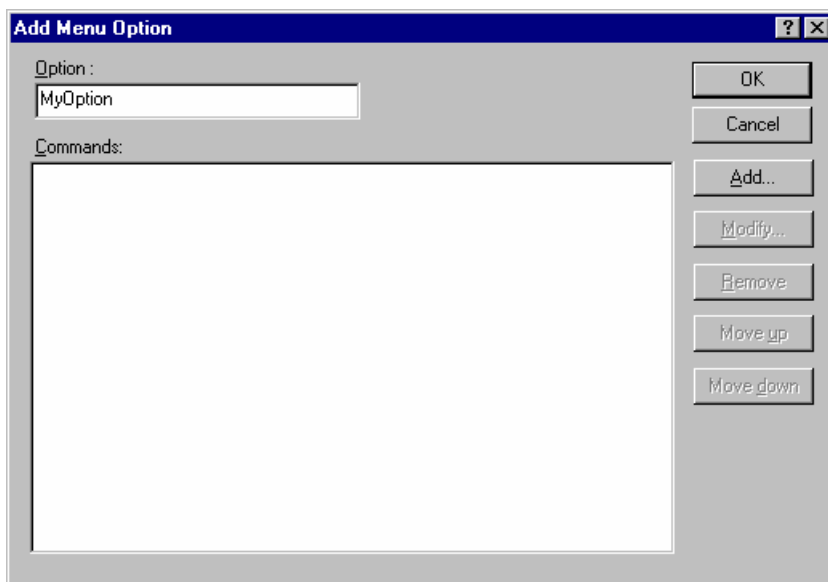 Add Menu Option
Option :
MyOption
Commands:
OK
Cancel
Add...
Modify...
Remove
Move up
Move down